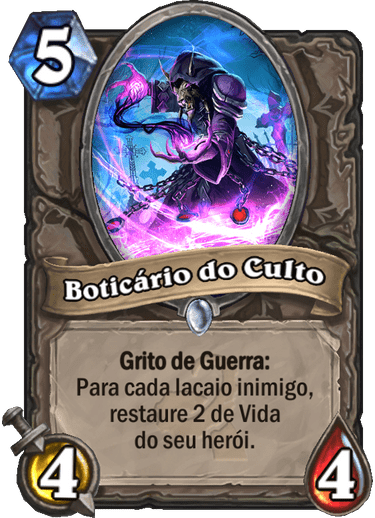 5
Boticário do Culto
Grito de Guerra:
Para cada lacaio inimigo,
restaure 2 de Vida
do seu herói.
4
4